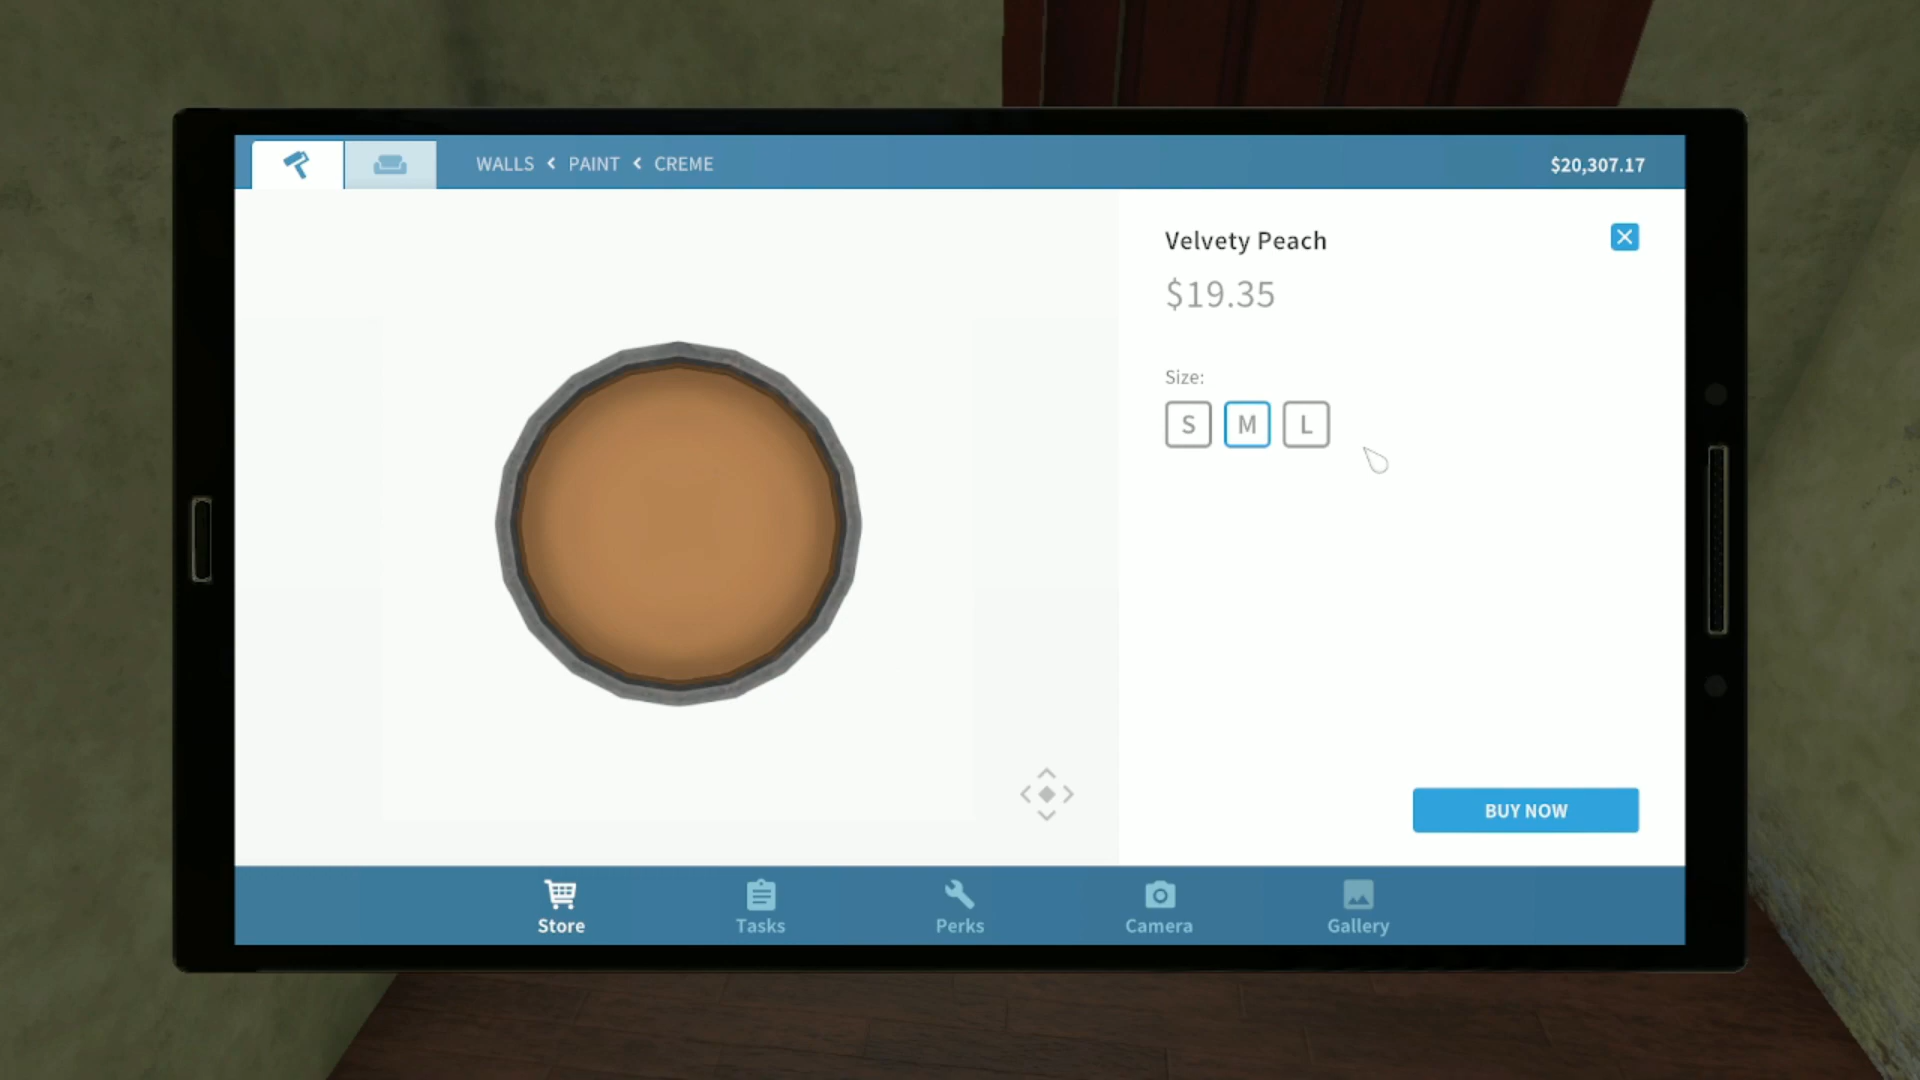 WALLS < PAINT < CREME
$20,307.17
Velvety Peach
$19.35
Size:
S M L
BUY NOW
Store Tasks Perks Camera Gallery